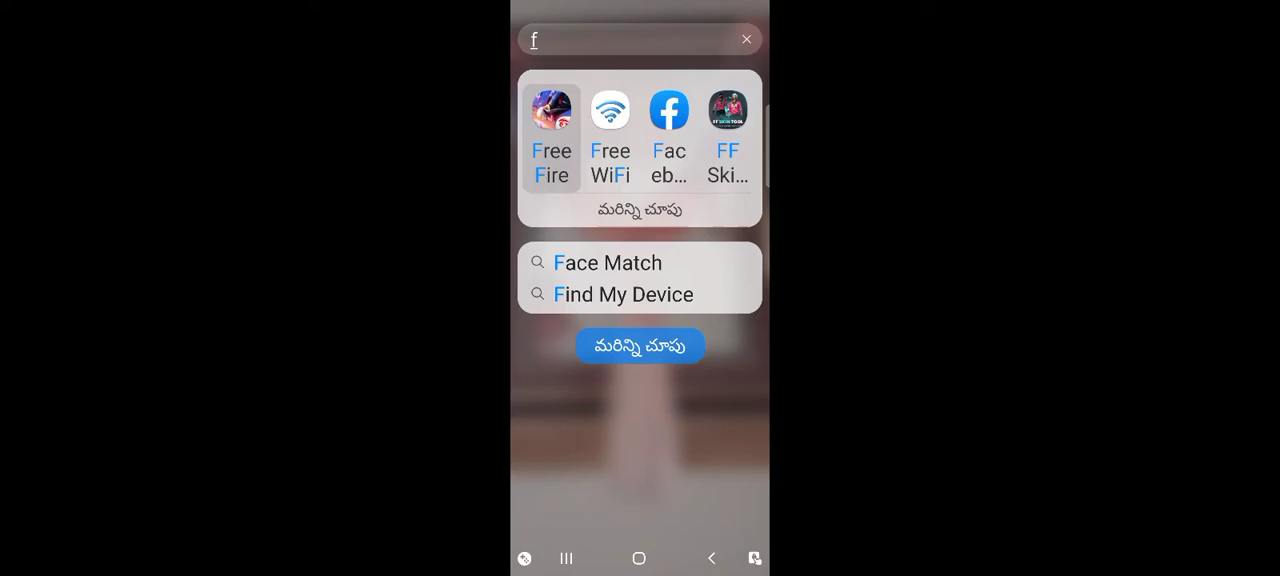 f
Free Fire
Free WiFi
Fac eb...
FF Ski...
మరిన్ని చూపు
Face Match
Find My Device
మరిన్ని చూపు